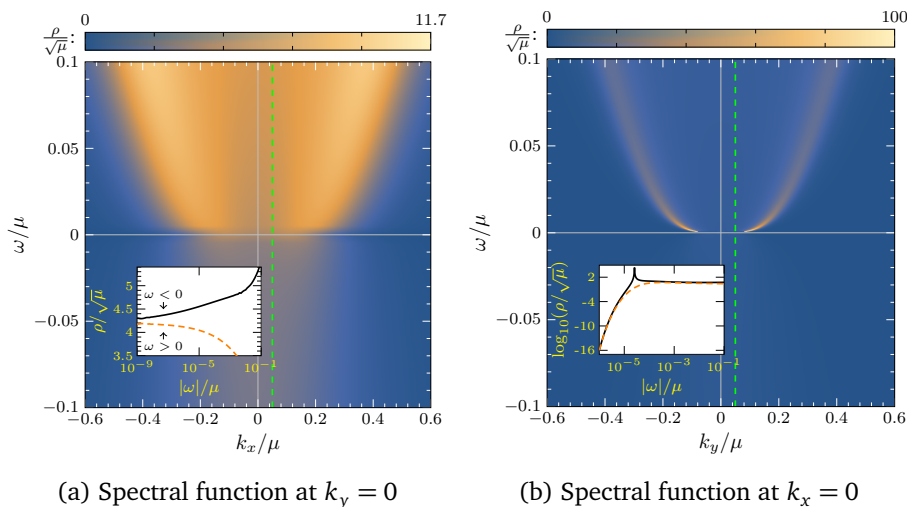 0 11.7
ρ/√μ:
0.1
0.05
0
−0.05
−0.1
ω/μ
−0.6 −0.4 −0.2 0 0.2 0.4 0.6
k_x/μ
5
4.5
4
3.5
ρ/√μ
ω < 0
ω > 0
10⁻⁹ 10⁻⁵ 10⁻¹
|ω|/μ
(a) Spectral function at k_y = 0
0 100
ρ/√μ:
0.1
0.05
0
−0.05
−0.1
ω/μ
−0.6 −0.4 −0.2 0 0.2 0.4 0.6
k_y/μ
2
-4
-10
-16
log₁₀(ρ/√μ)
10⁻⁵ 10⁻³ 10⁻¹
|ω|/μ
(b) Spectral function at k_x = 0